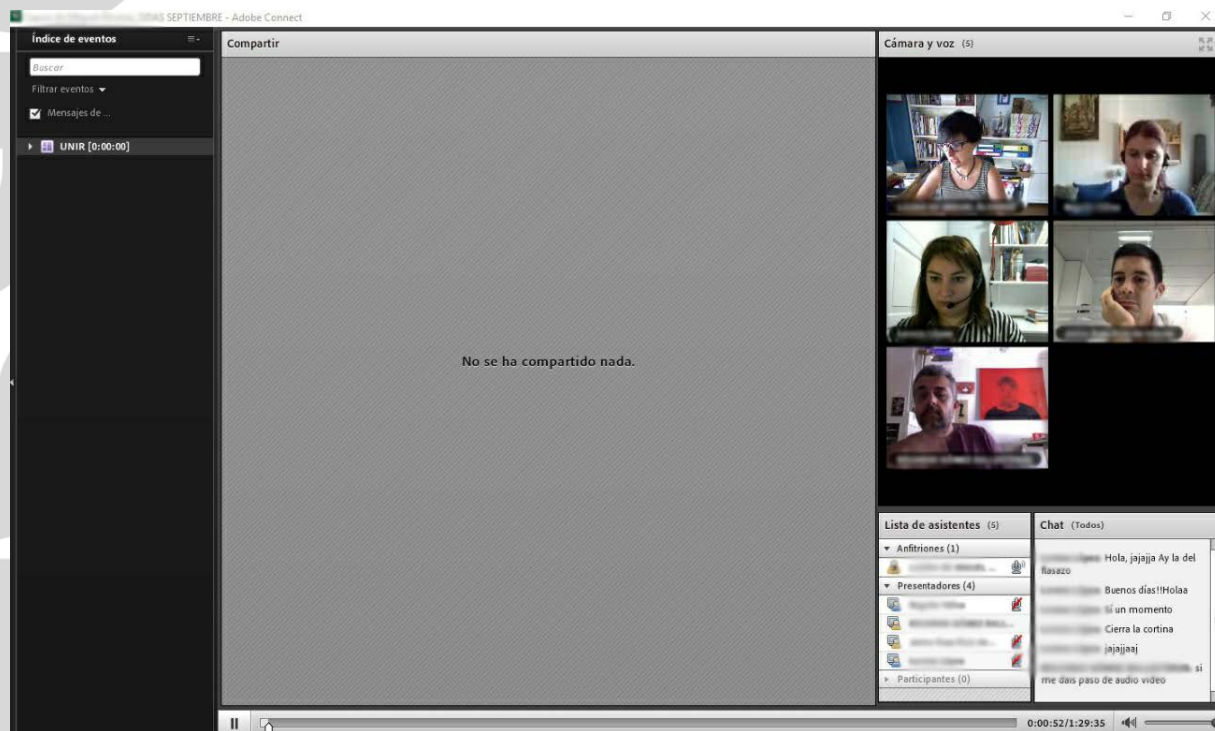 SEPTIEMBRE - Adobe Connect
Índice de eventos
Buscar
Filtrar eventos
Mensajes de ...
UNIR [0:00:00]
Compartir
No se ha compartido nada.
Cámara y voz (5)
Lista de asistentes (5)
Anfitriones (1)
Presentadores (4)
Participantes (0)
Chat (Todos)
Hola, jajajja Ay la del
fiasazo
Buenos días!!Holaa
Sí un momento
Cierra la cortina
jajajjaaj
si
me dais paso de audio video
0:00:52/1:29:35